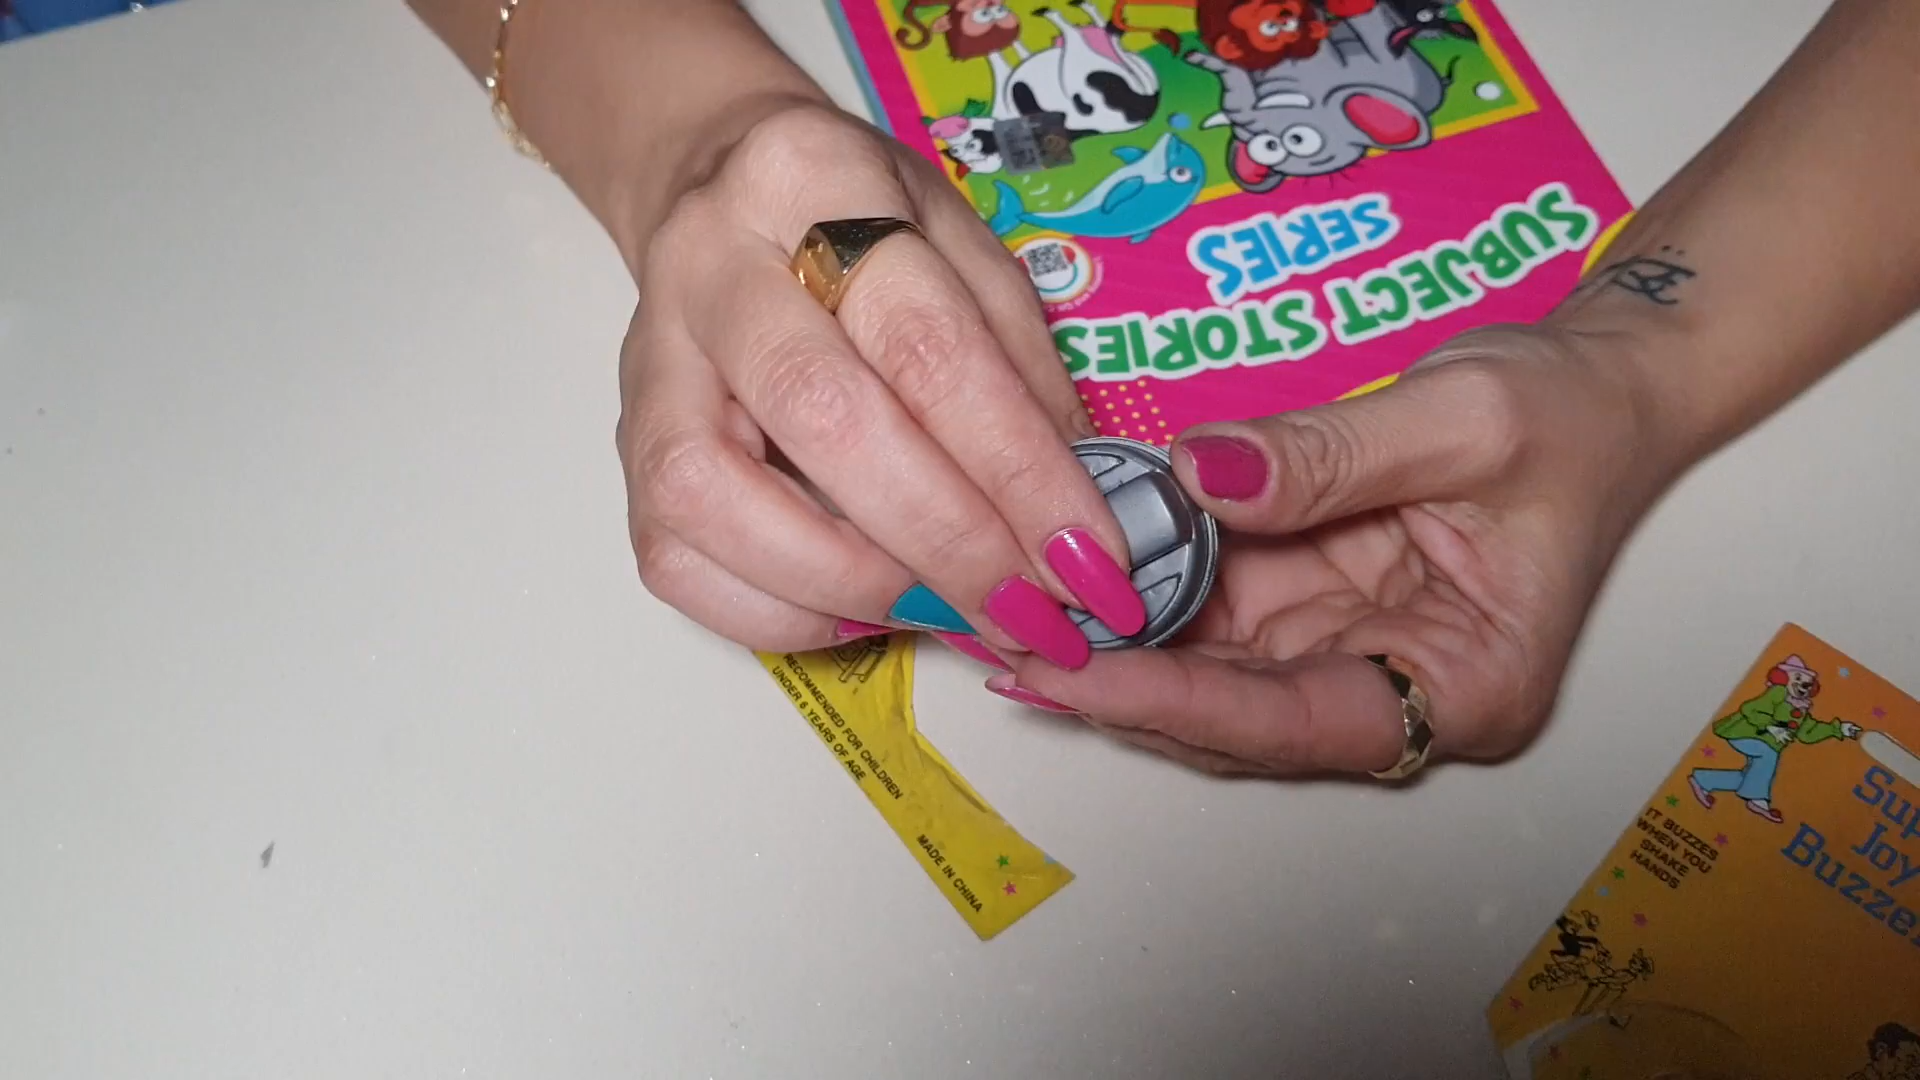 SUBJECT STORIES
SERIES
RECOMMENDED FOR CHILDREN
UNDER 6 YEARS OF AGE
MADE IN CHINA
IT BUZZES
WHEN YOU
SHAKE
HANDS
Joy